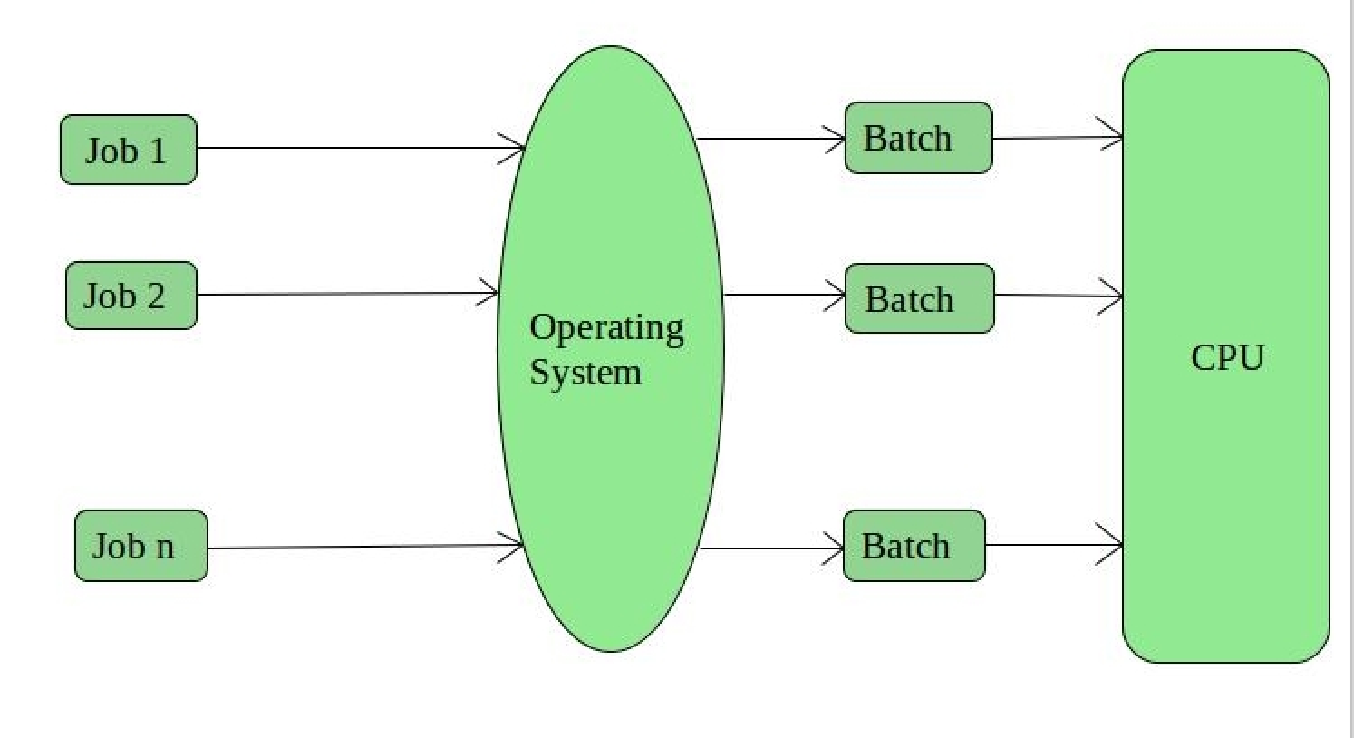 Job 1
Job 2
Job n
Operating
System
Batch
Batch
Batch
CPU